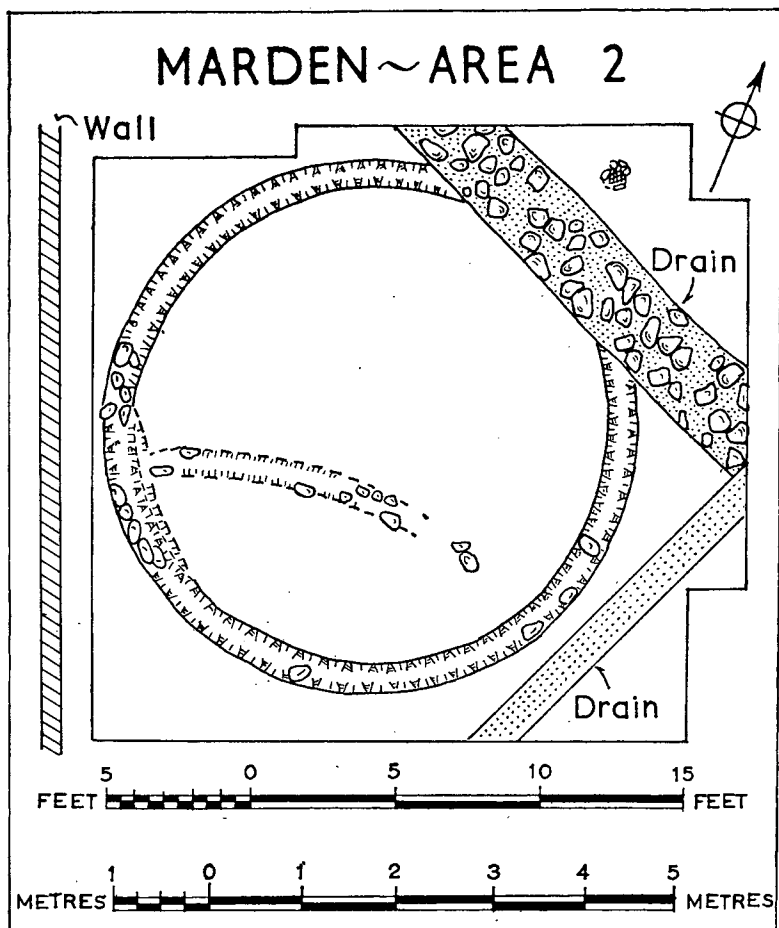 MARDEN~AREA 2
Wall
Drain
Drain
5 0 5 10 15
FEET FEET
1 0 1 2 3 4 5
METRES METRES